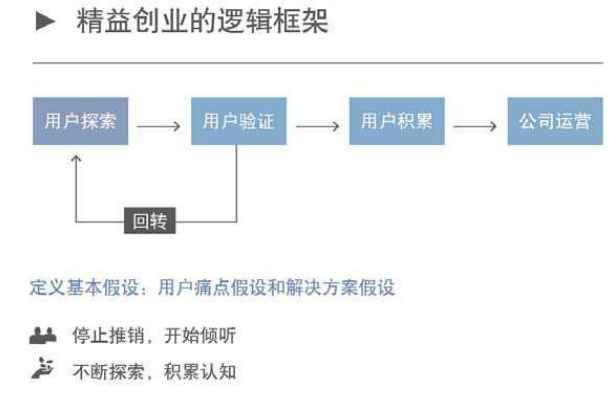 精益创业的逻辑框架
用户探索 用户验证 用户积累 公司运营
回转
定义基本假设：用户痛点假设和解决方案假设
停止推销，开始倾听
不断探索，积累认知